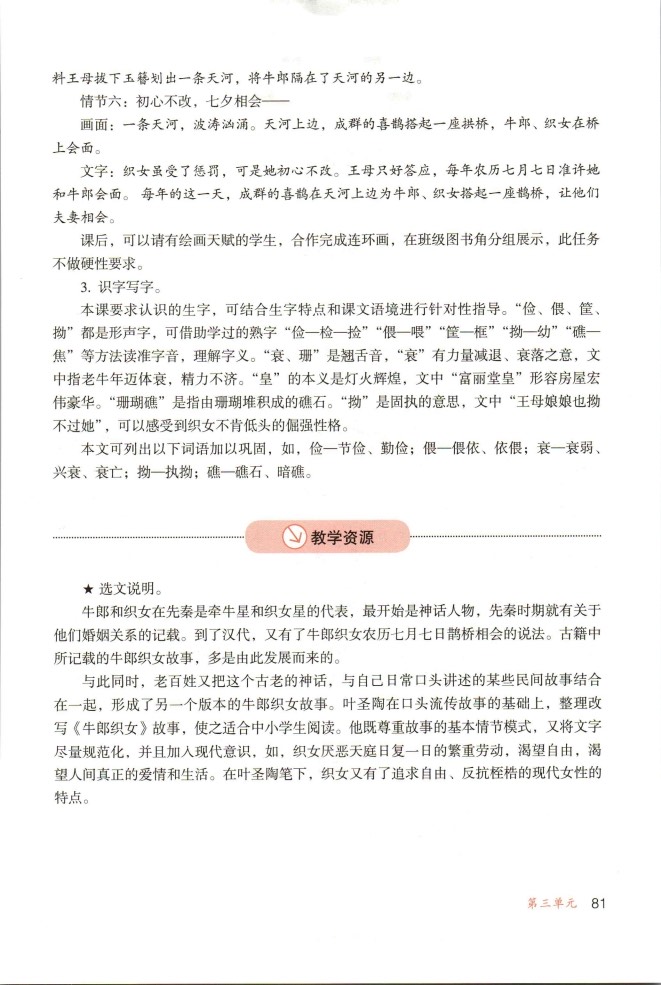 料王母拔下玉簪划出一条天河，将牛郎隔在了天河的另一边。
情节六：初心不改，七夕相会——
画面：一条天河，波涛汹涌。天河上边，成群的喜鹊搭起一座拱桥，牛郎、织女在桥
上会面。
文字：织女虽受了惩罚，可是她初心不改。王母只好答应，每年农历七月七日准许她
和牛郎会面。 每年的这一天，成群的喜鹊在天河上边为牛郎、织女搭起一座鹊桥，让他们
夫妻相会。
课后，可以请有绘画天赋的学生，合作完成连环画，在班级图书角分组展示，此任务
不做硬性要求。
3. 识字写字。
本课要求认识的生字，可结合生字特点和课文语境进行针对性指导。“俭、偎、筐、
拗”都是形声字，可借助学过的熟字“俭—检—捡”“偎—喂”“筐—框”“拗—幼”“礁—
焦”等方法读准字音，理解字义。“衰、珊”是翘舌音，“衰”有力量减退、衰落之意，文
中指老牛年迈体衰，精力不济。“皇”的本义是灯火辉煌，文中“富丽堂皇”形容房屋宏
伟豪华。“珊瑚礁”是指由珊瑚堆积成的礁石。“拗”是固执的意思，文中“王母娘娘也拗
不过她”，可以感受到织女不肯低头的倔强性格。
本文可列出以下词语加以巩固，如，俭—节俭、勤俭；偎—偎依、依偎；衰—衰弱、
兴衰、衰亡；拗—执拗；礁—礁石、暗礁。
教学资源
★ 选文说明。
牛郎和织女在先秦是牵牛星和织女星的代表，最开始是神话人物，先秦时期就有关于
他们婚姻关系的记载。到了汉代，又有了牛郎织女农历七月七日鹊桥相会的说法。古籍中
所记载的牛郎织女故事，多是由此发展而来的。
与此同时，老百姓又把这个古老的神话，与自己日常口头讲述的某些民间故事结合
在一起，形成了另一个版本的牛郎织女故事。叶圣陶在口头流传故事的基础上，整理改
写《牛郎织女》故事，使之适合中小学生阅读。他既尊重故事的基本情节模式，又将文字
尽量规范化，并且加入现代意识，如，织女厌恶天庭日复一日的繁重劳动，渴望自由，渴
望人间真正的爱情和生活。在叶圣陶笔下，织女又有了追求自由、反抗桎梏的现代女性的
特点。
第三单元 81